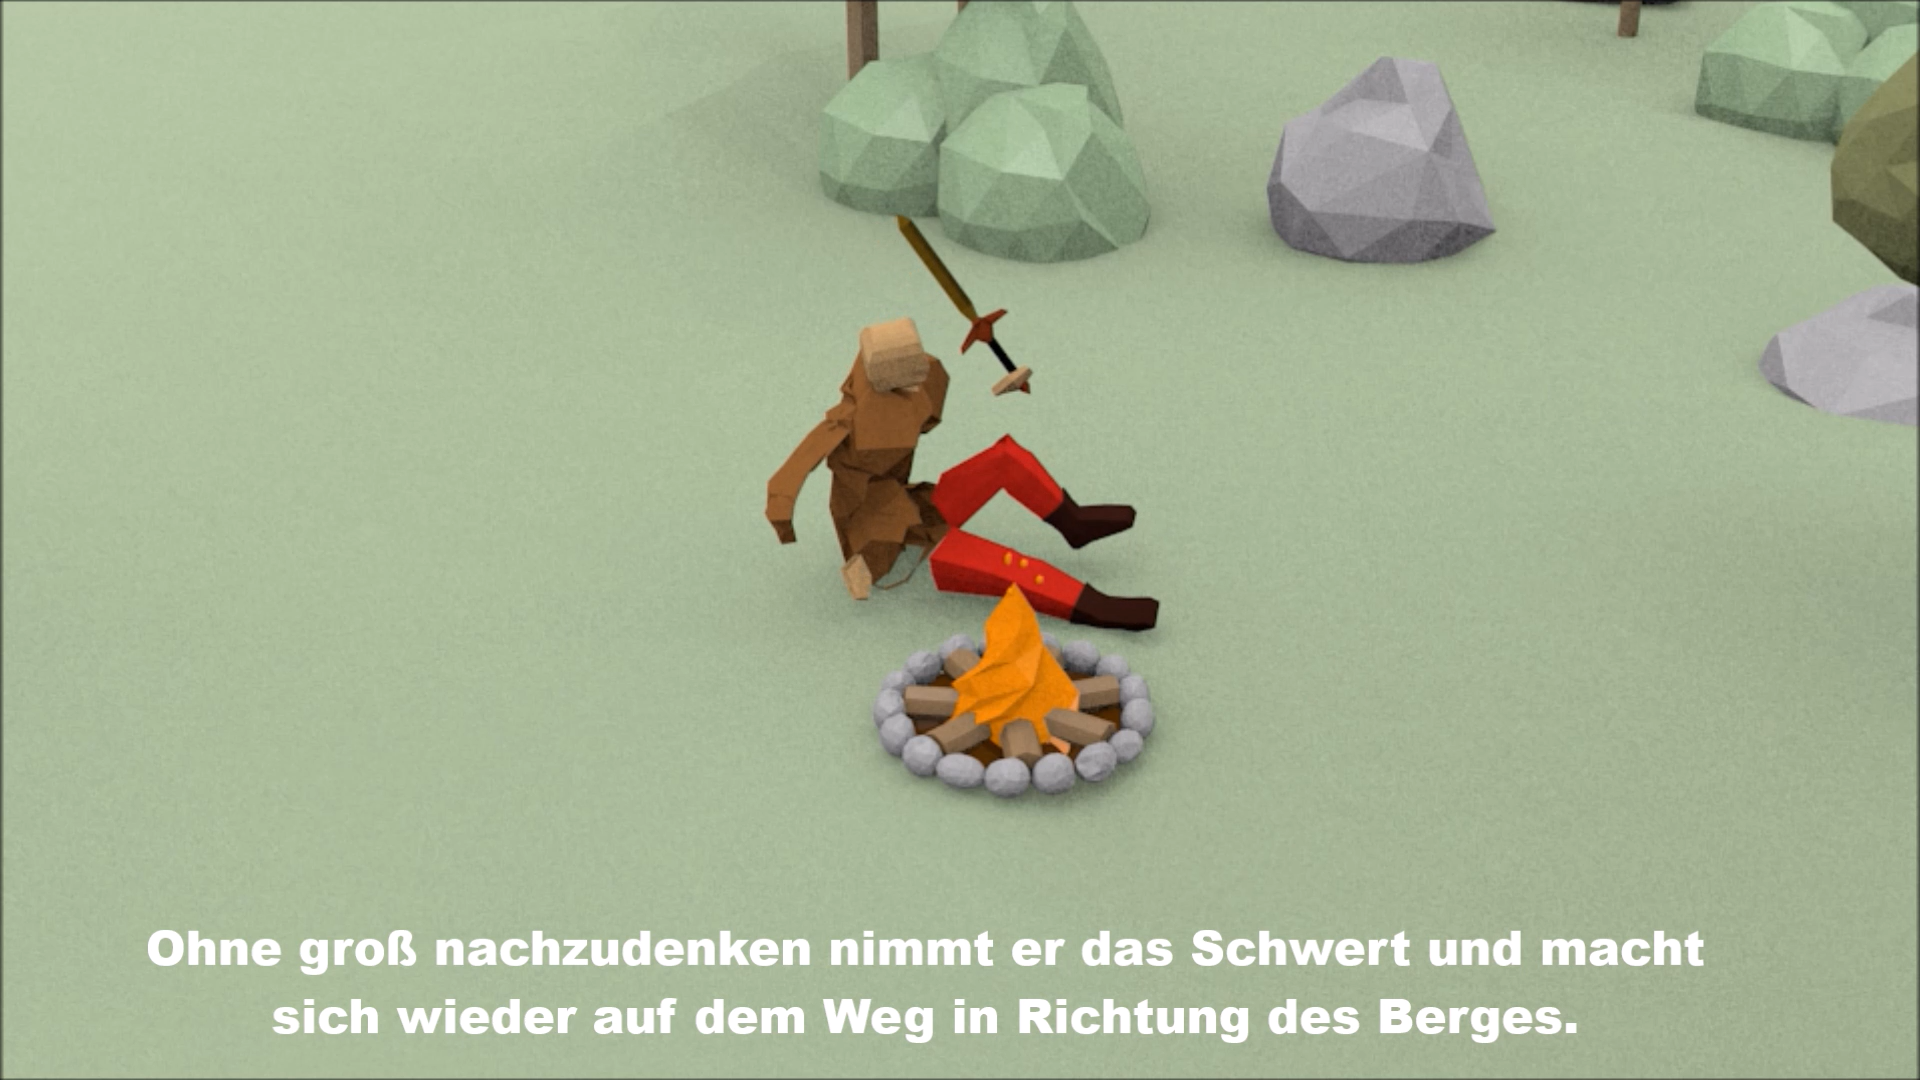 Ohne groß nachzudenken nimmt er das Schwert und macht
sich wieder auf dem Weg in Richtung des Berges.